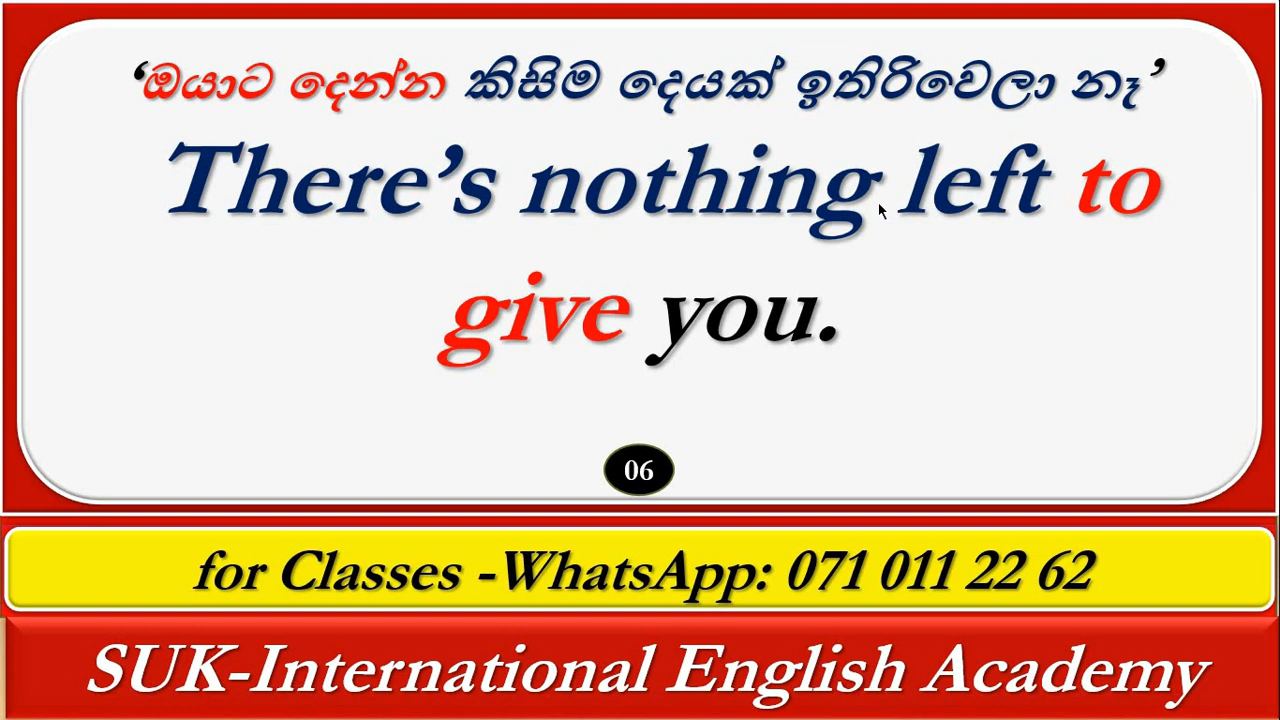 ‘ඔයාට දෙන්න කිසිම දෙයක් ඉතිරිවෙලා නෑ’
There’s nothing left to
give you.
06
for Classes -WhatsApp: 071 011 22 62
SUK-International English Academy